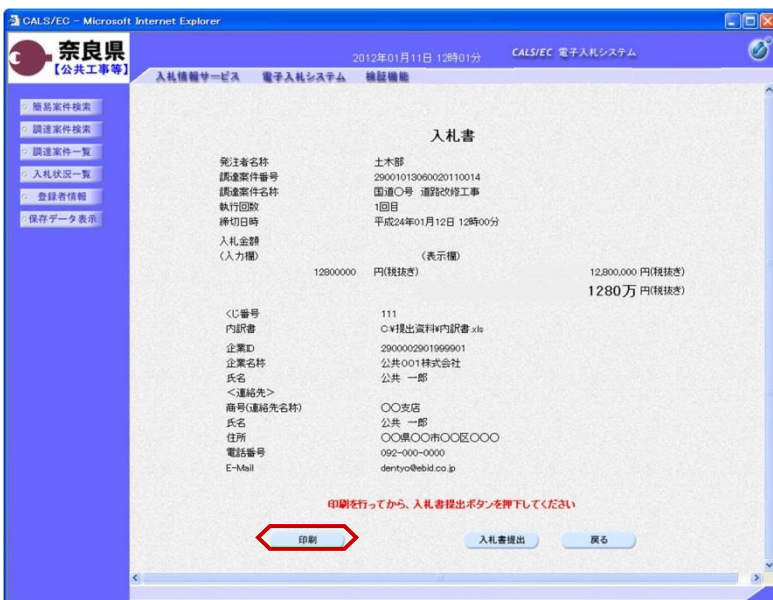 CALS/EC - Microsoft Internet Explorer
奈良県
【公共工事等】
2012年01月11日 12時01分
CALS/EC 電子入札システム
入札情報サービス 電子入札システム 検証機能
簡易案件検索
調達案件検索
調達案件一覧
入札状況一覧
登録者情報
保存データ表示
入札書
発注者名称 土木部
調達案件番号 29001013060020110014
調達案件名称 国道〇号 道路改修工事
執行回数 1回目
締切日時 平成24年01月12日 12時00分
入札金額
(入力欄) (表示欄)
12800000 円(税抜き) 12,800,000 円(税抜き)
1280万 円(税抜き)
くじ番号 111
内訳書 C:¥提出資料¥内訳書.xls
企業ID 2900002901999901
企業名称 公共001株式会社
氏名 公共 一郎
<連絡先>
商号(連絡先名称) 〇〇支店
氏名 公共 一郎
住所 〇〇県〇〇市〇〇区〇〇〇
電話番号 092-000-0000
E-Mail dentyo@ebid.co.jp
印刷を行ってから、入札書提出ボタンを押下してください
印刷 入札書提出 戻る